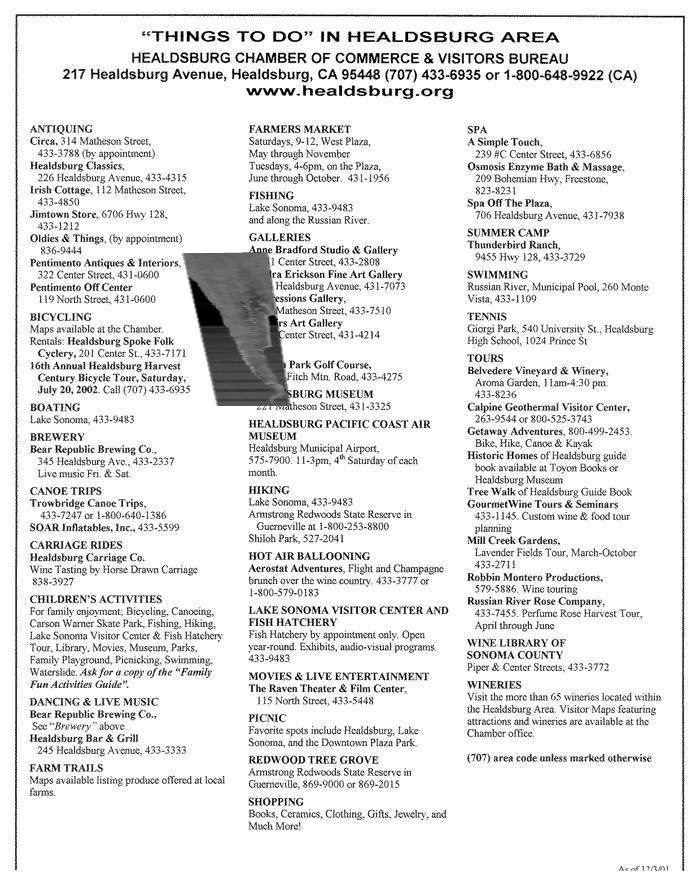 “THINGS TO DO” IN HEALDSBURG AREA
HEALDSBURG CHAMBER OF COMMERCE & VISITORS BUREAU
217 Healdsburg Avenue, Healdsburg, CA 95448 (707) 433-6935 or 1-800-648-9922 (CA)
www.healdsburg.org
ANTIQUING
Circa, 314 Matheson Street,
433-3788 (by appointment)
Healdsburg Classics,
226 Healdsburg Avenue, 433-4315
Irish Cottage, 112 Matheson Street,
433-4850
Jimtown Store, 6706 Hwy 128,
433-1212
Oldies & Things, (by appointment)
836-9444
Pentimento Antiques & Interiors,
322 Center Street, 431-0600
Pentimento Off Center
119 North Street, 431-0600
BICYCLING
Maps available at the Chamber.
Rentals: Healdsburg Spoke Folk
Cyclery, 201 Center St., 433-7171
16th Annual Healdsburg Harvest
Century Bicycle Tour, Saturday,
July 20, 2002. Call (707) 433-6935
BOATING
Lake Sonoma, 433-9483
BREWERY
Bear Republic Brewing Co.,
345 Healdsburg Ave., 433-2337
Live music Fri. & Sat.
CANOE TRIPS
Trowbridge Canoe Trips,
433-7247 or 1-800-640-1386
SOAR Inflatables, Inc., 433-5599
CARRIAGE RIDES
Healdsburg Carriage Co.
Wine Tasting by Horse Drawn Carriage
838-3927
CHILDREN'S ACTIVITIES
For family enjoyment; Bicycling, Canoeing,
Carson Warner Skate Park, Fishing, Hiking,
Lake Sonoma Visitor Center & Fish Hatchery
Tour, Library, Movies, Museum, Parks,
Family Playground, Picnicking, Swimming,
Waterslide. Ask for a copy of the “Family
Fun Activities Guide”.
DANCING & LIVE MUSIC
Bear Republic Brewing Co.,
See “Brewery” above
Healdsburg Bar & Grill
245 Healdsburg Avenue, 433-3333
FARM TRAILS
Maps available listing produce offered at local
farms.
FARMERS MARKET
Saturdays, 9-12, West Plaza,
May through November
Tuesdays, 4-6pm, on the Plaza,
June through October. 431-1956
FISHING
Lake Sonoma, 433-9483
and along the Russian River.
GALLERIES
Anne Bradford Studio & Gallery
Center Street, 433-2808
Erickson Fine Art Gallery
Healdsburg Avenue, 431-7073
Gallery,
Matheson Street, 433-7510
Art Gallery
Center Street, 431-4214
Park Golf Course,
Fitch Mtn. Road, 433-4275
MUSEUM
221 Matheson Street, 431-3325
HEALDSBURG PACIFIC COAST AIR
MUSEUM
Healdsburg Municipal Airport,
575-7900. 11-3pm, 4th Saturday of each
month.
HIKING
Lake Sonoma, 433-9483
Armstrong Redwoods State Reserve in
Guerneville at 1-800-253-8800
Shiloh Park, 527-2041
HOT AIR BALLOONING
Aerostat Adventures, Flight and Champagne
brunch over the wine country. 433-3777 or
1-800-579-0183
LAKE SONOMA VISITOR CENTER AND
FISH HATCHERY
Fish Hatchery by appointment only. Open
year-round. Exhibits, audio-visual programs.
433-9483
MOVIES & LIVE ENTERTAINMENT
The Raven Theater & Film Center,
115 North Street, 433-5448
PICNIC
Favorite spots include Healdsburg, Lake
Sonoma, and the Downtown Plaza Park.
REDWOOD TREE GROVE
Armstrong Redwoods State Reserve in
Guerneville, 869-9000 or 869-2015
SHOPPING
Books, Ceramics, Clothing, Gifts, Jewelry, and
Much More!
SPA
A Simple Touch,
239 #C Center Street, 433-6856
Osmosis Enzyme Bath & Massage,
209 Bohemian Hwy, Freestone,
823-8231
Spa Off The Plaza,
706 Healdsburg Avenue, 431-7938
SUMMER CAMP
Thunderbird Ranch,
9455 Hwy 128, 433-3729
SWIMMING
Russian River, Municipal Pool, 260 Monte
Vista, 433-1109
TENNIS
Giorgi Park, 540 University St., Healdsburg
High School, 1024 Prince St
TOURS
Belvedere Vineyard & Winery,
Aroma Garden, 11am-4:30 pm.
433-8236
Calpine Geothermal Visitor Center,
263-9544 or 800-525-3743
Getaway Adventures, 800-499-2453.
Bike, Hike, Canoe & Kayak
Historic Homes of Healdsburg guide
book available at Toyon Books or
Healdsburg Museum
Tree Walk of Healdsburg Guide Book
GourmetWine Tours & Seminars
433-1145. Custom wine & food tour
planning
Mill Creek Gardens,
Lavender Fields Tour, March-October
433-2711
Robbin Montero Productions,
579-5886. Wine touring
Russian River Rose Company,
433-7455. Perfume Rose Harvest Tour,
April through June
WINE LIBRARY OF
SONOMA COUNTY
Piper & Center Streets, 433-3772
WINERIES
Visit the more than 65 wineries located within
the Healdsburg Area. Visitor Maps featuring
attractions and wineries are available at the
Chamber office.
(707) area code unless marked otherwise
As of 12/3/01